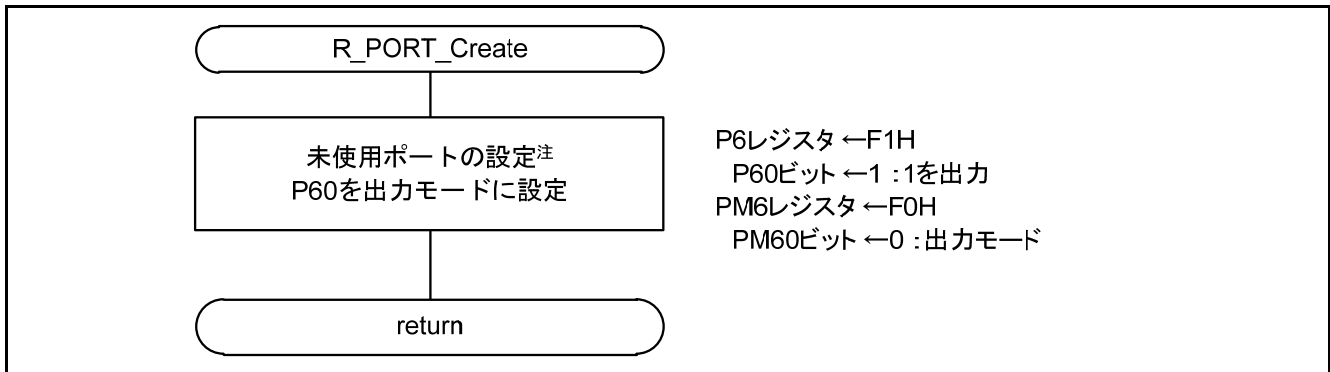 R_PORT_Create
未使用ポートの設定注
P60を出力モードに設定
P6レジスタ ←F1H
P60ビット ←1 : 1を出力
PM6レジスタ ←F0H
PM60ビット ←0 : 出力モード
return